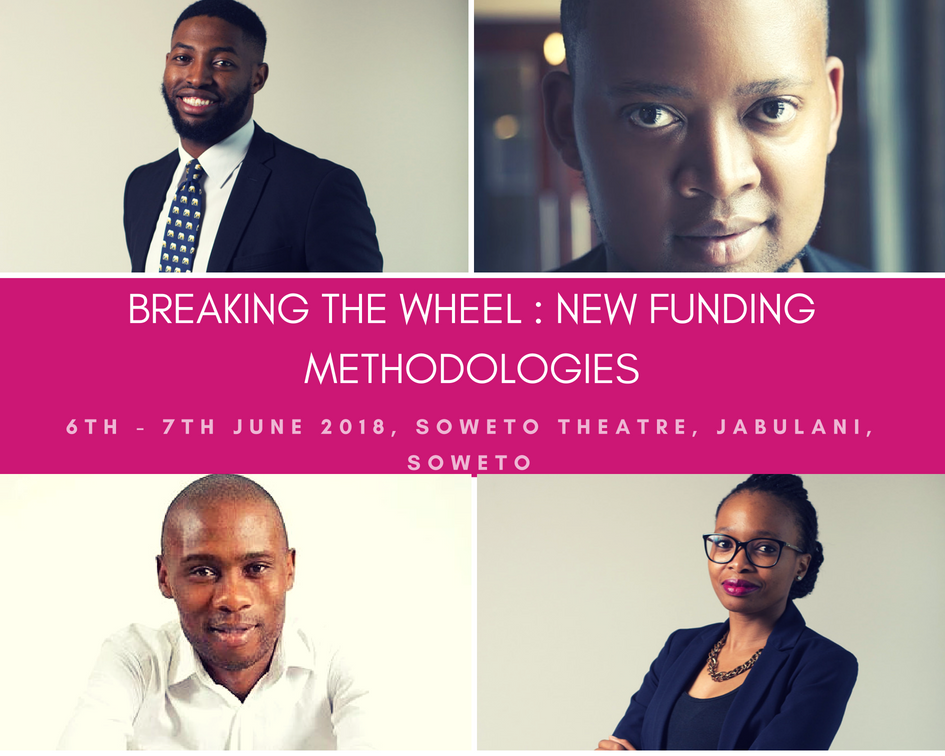 BREAKING THE WHEEL : NEW FUNDING
METHODOLOGIES
6TH - 7TH JUNE 2018, SOWETO THEATRE, JABULANI,
SOWETO